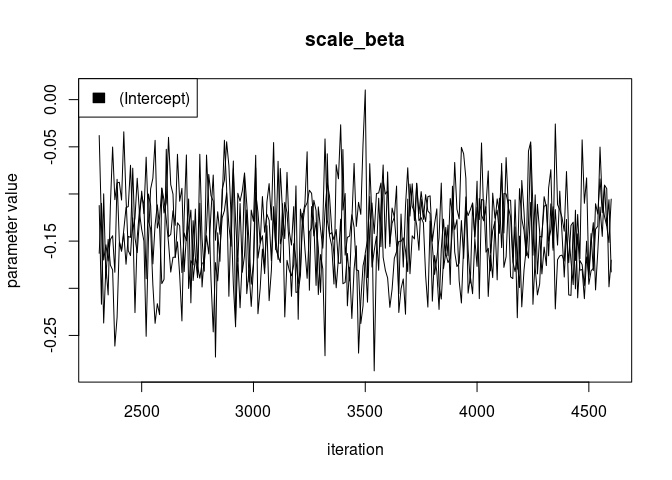 scale_beta
(Intercept)
0.00
-0.05
-0.15
-0.25
parameter value
2500 3000 3500 4000 4500
iteration